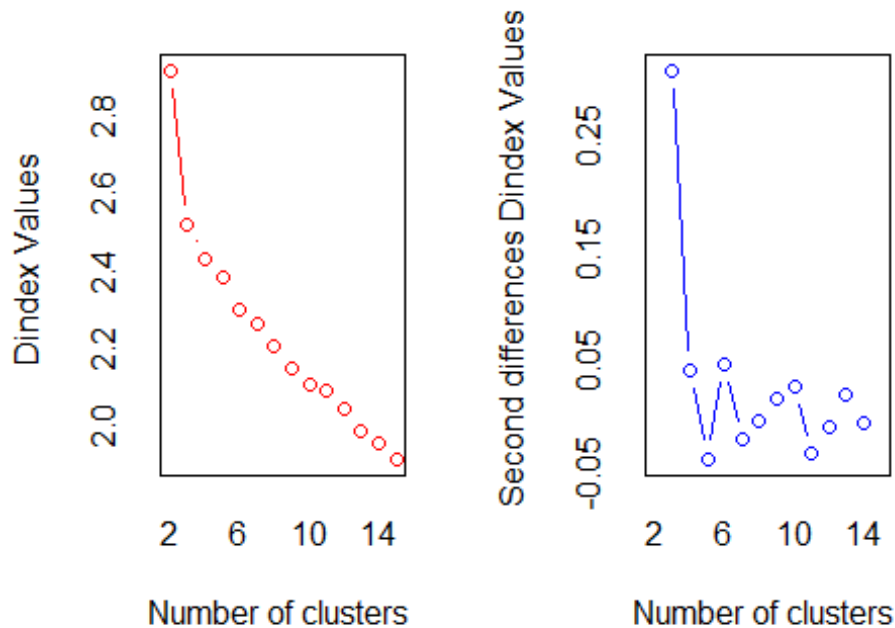 Dindex Values
2.8
2.6
2.4
2.2
2.0
2 6 10 14
Number of clusters
Second differences Dindex Values
0.25
0.15
0.05
-0.05
2 6 10 14
Number of clusters